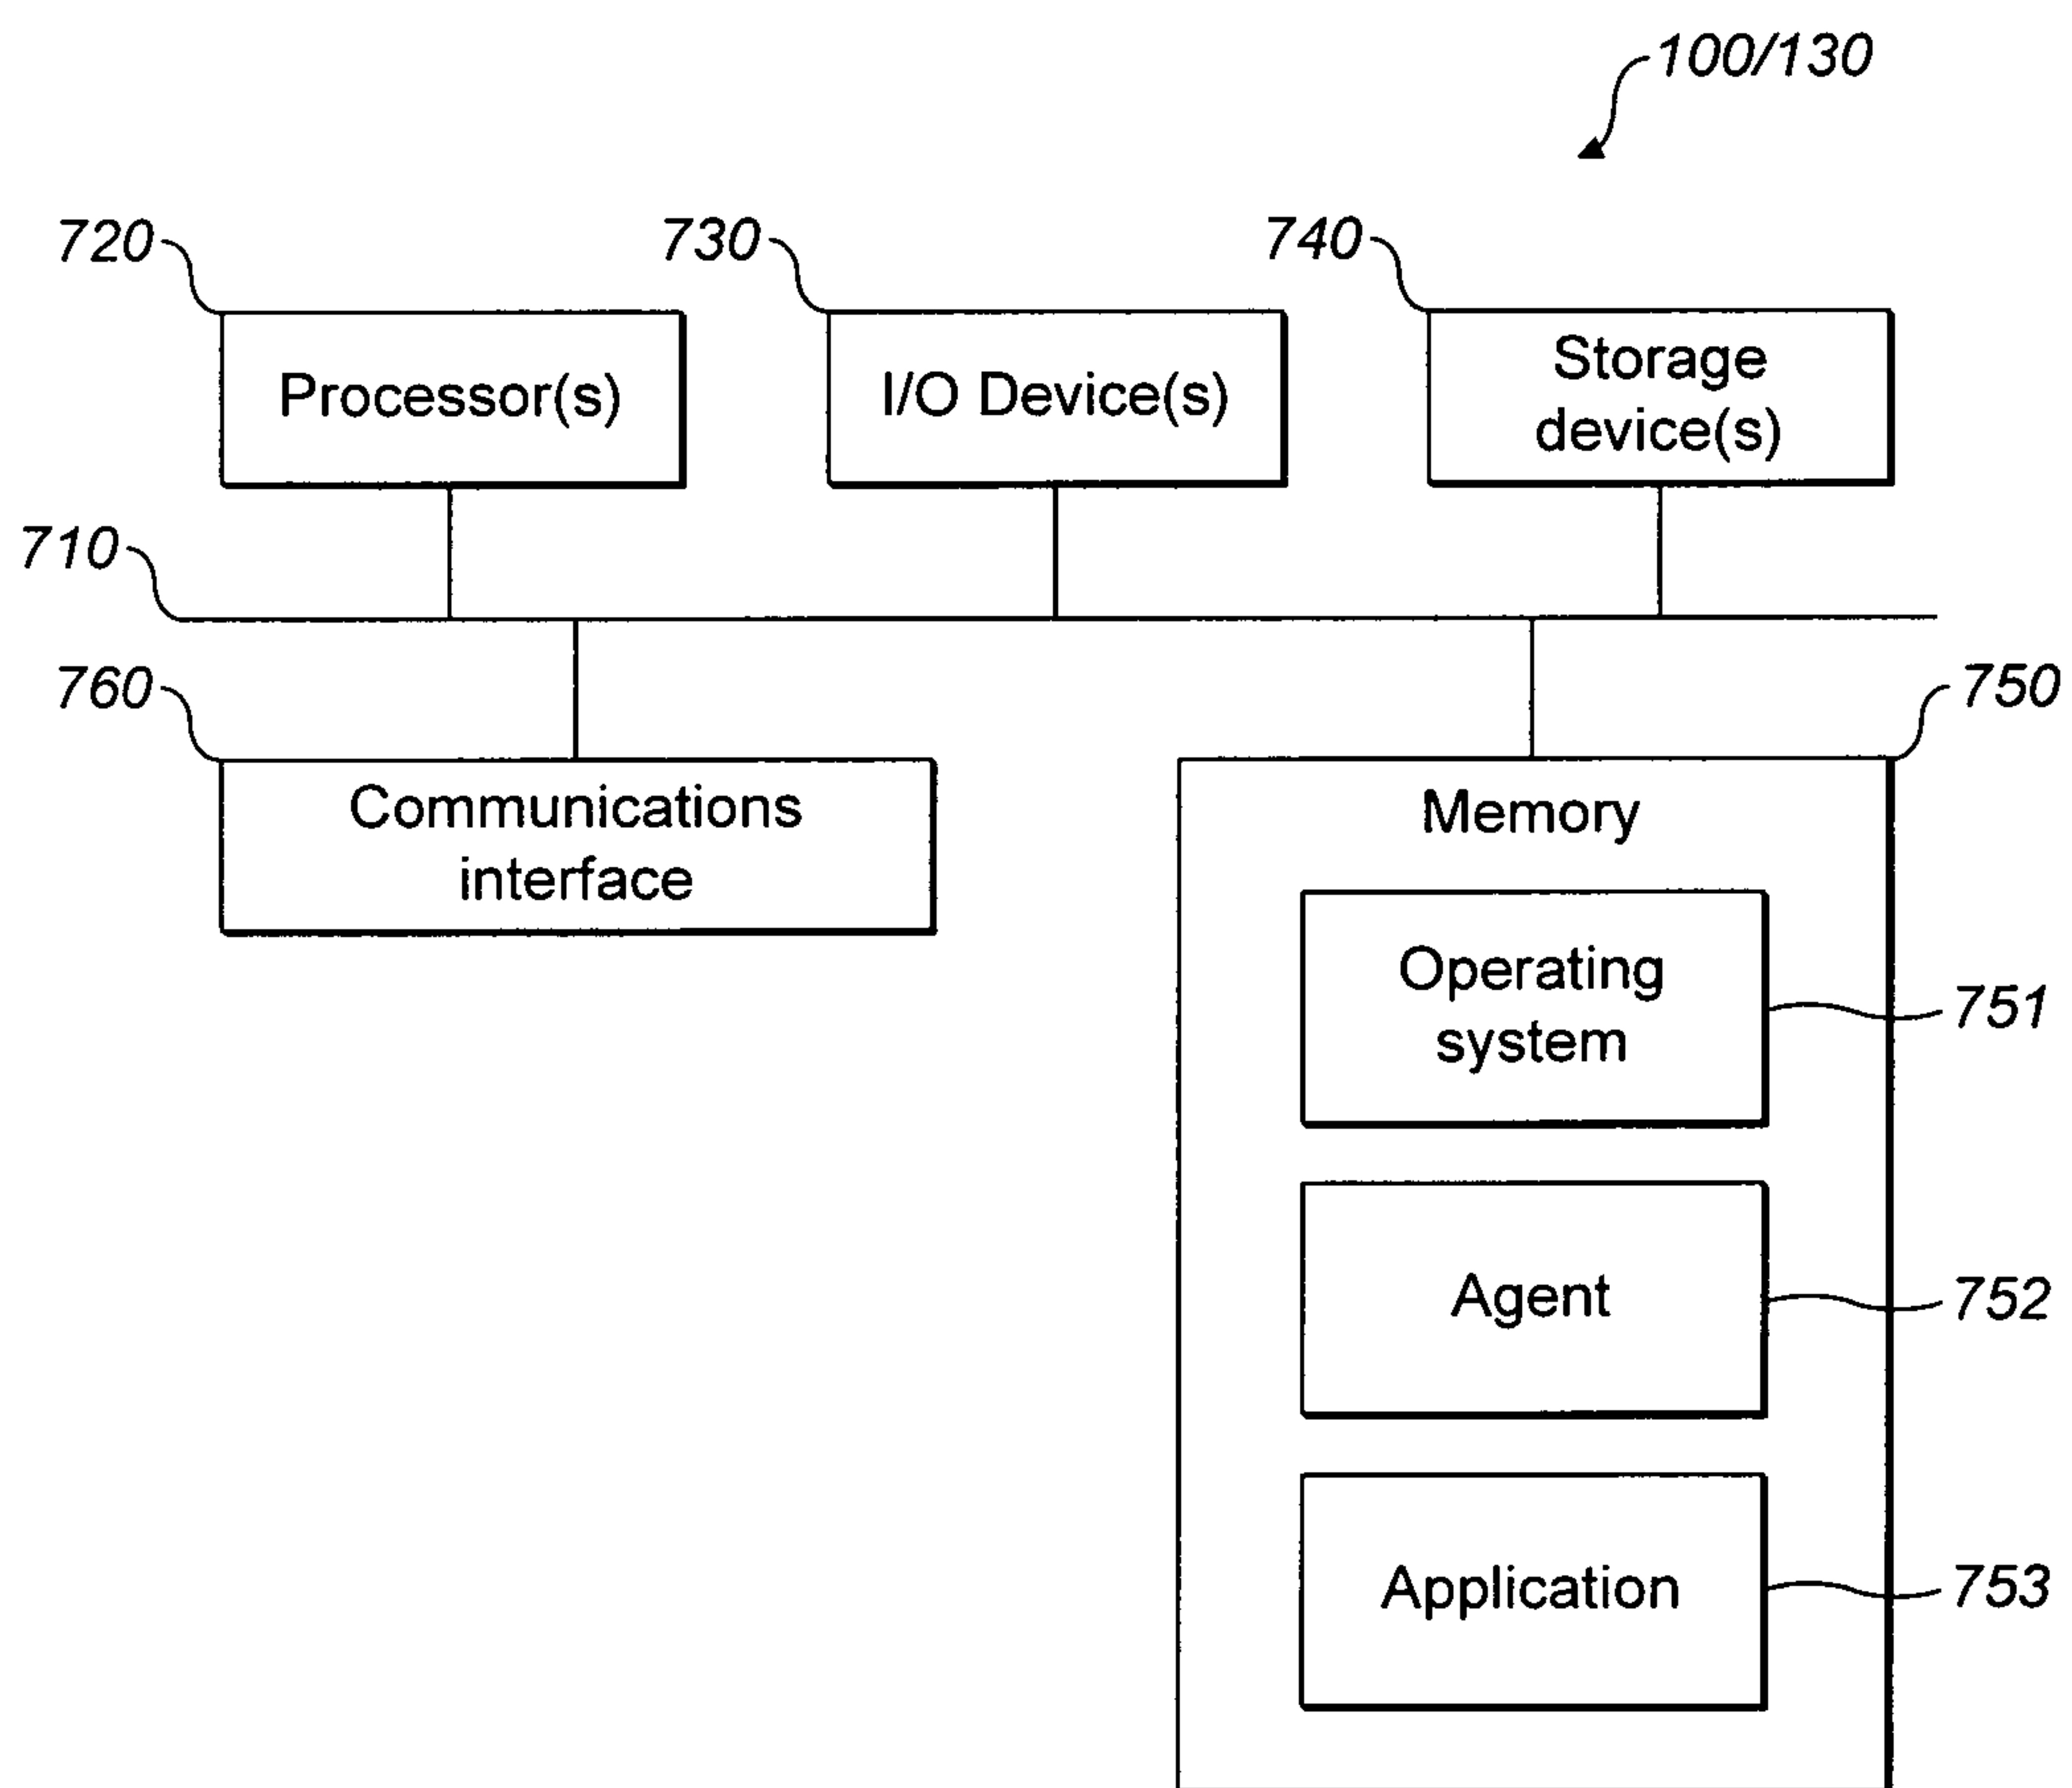 100/130
720
730
740
Processor(s)
I/O Device(s)
Storage
device(s)
710
760
750
Communications
interface
Memory
Operating
system
751
Agent
752
Application
753